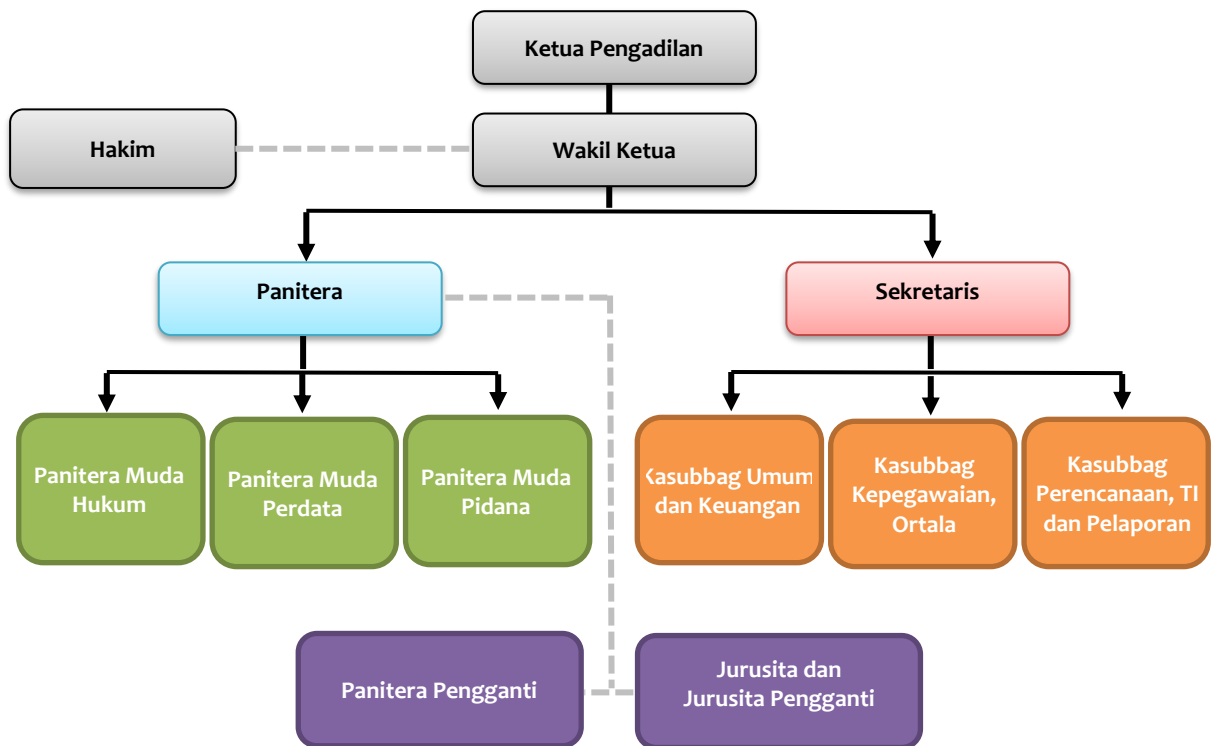 Ketua Pengadilan
Hakim
Wakil Ketua
Panitera
Sekretaris
Panitera Muda
Hukum
Panitera Muda
Perdata
Panitera Muda
Pidana
Kasubbag Umum
dan Keuangan
Kasubbag
Kepegawaian,
Ortala
Kasubbag
Perencanaan, TI
dan Pelaporan
Panitera Pengganti
Jurusita dan
Jurusita Pengganti